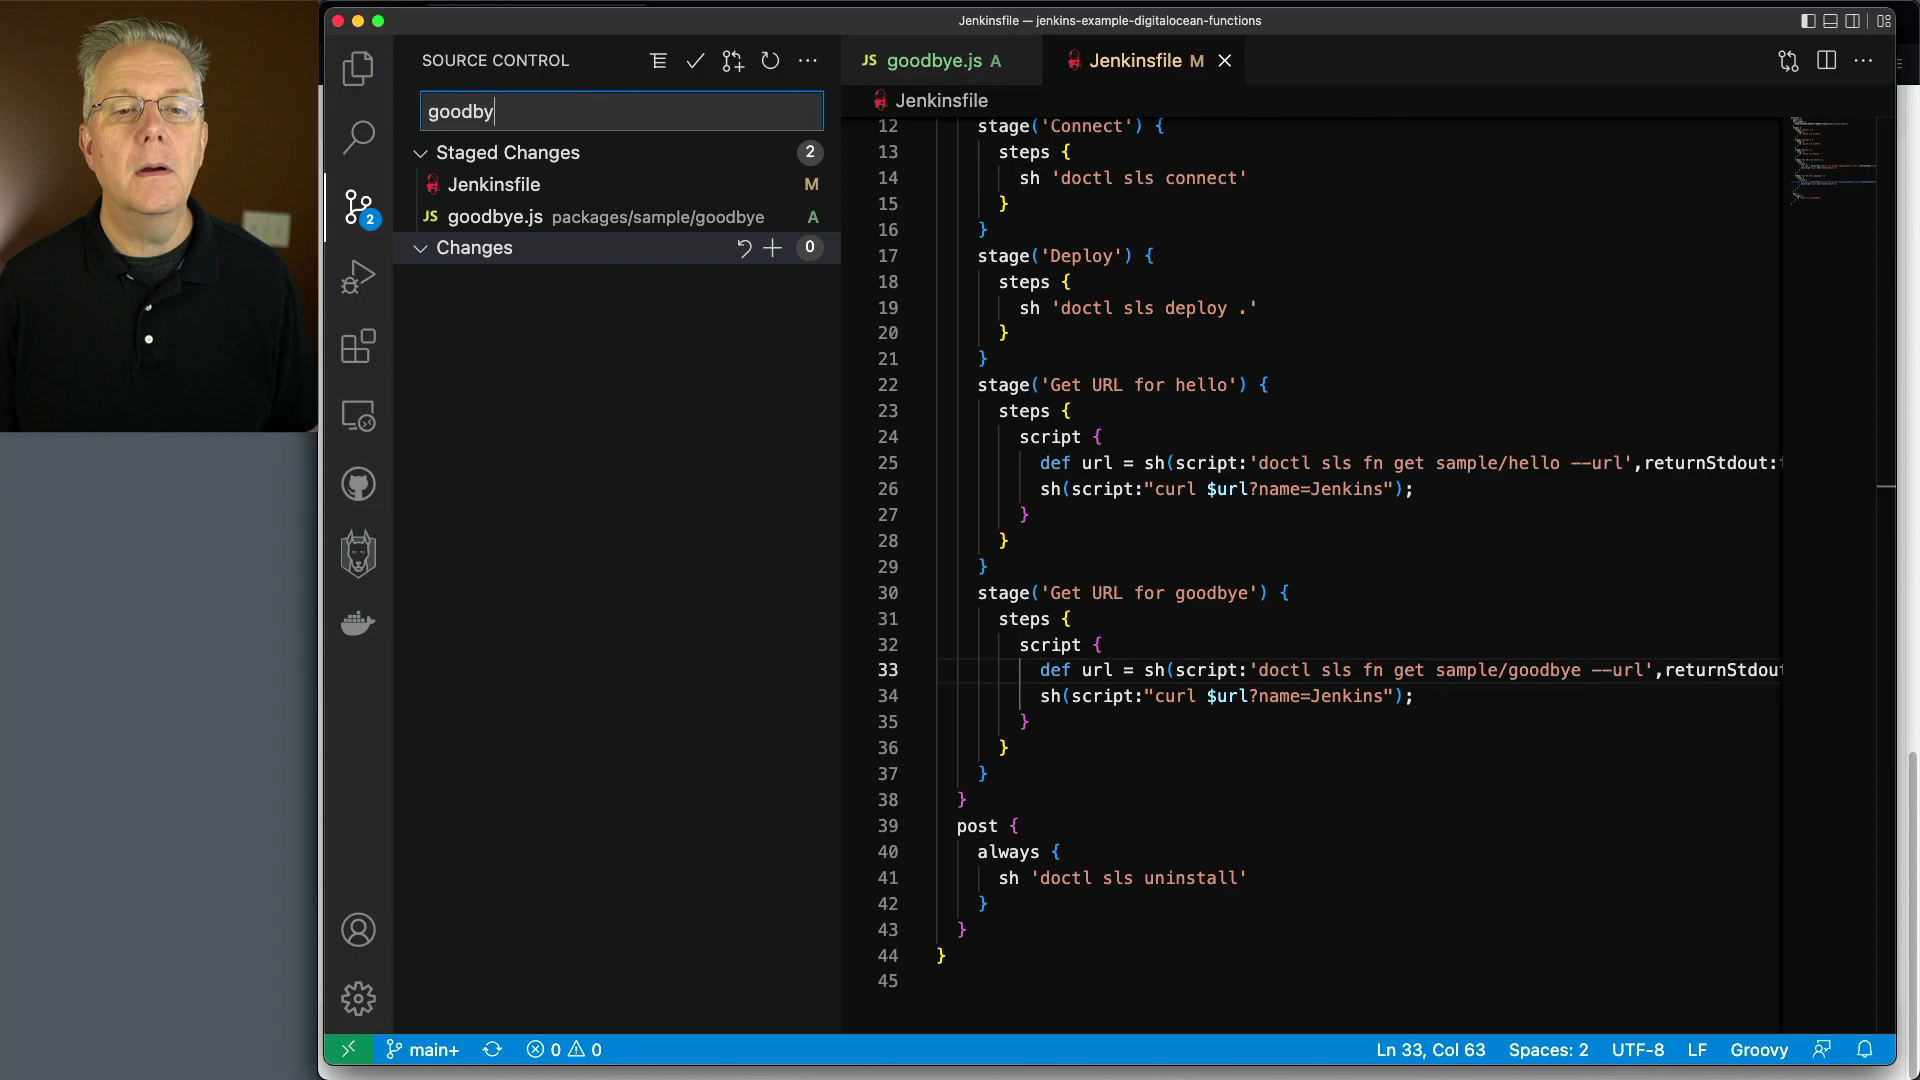 Jenkinsfile — jenkins-example-digitalocean-functions
SOURCE CONTROL
goodby
Staged Changes 2
Jenkinsfile M
JS goodbye.js packages/sample/goodbye A
Changes 0
2
JS goodbye.js A
Jenkinsfile M
Jenkinsfile
12 stage('Connect') {
13 steps {
14 sh 'doctl sls connect'
15 }
16 }
17 stage('Deploy') {
18 steps {
19 sh 'doctl sls deploy .'
20 }
21 }
22 stage('Get URL for hello') {
23 steps {
24 script {
25 def url = sh(script:'doctl sls fn get sample/hello --url',returnStdout:
26 sh(script:"curl $url?name=Jenkins");
27 }
28 }
29 }
30 stage('Get URL for goodbye') {
31 steps {
32 script {
33 def url = sh(script:'doctl sls fn get sample/goodbye --url',returnStdout
34 sh(script:"curl $url?name=Jenkins");
35 }
36 }
37 }
38 }
39 post {
40 always {
41 sh 'doctl sls uninstall'
42 }
43 }
44 }
45
main+ 0 0 Ln 33, Col 63 Spaces: 2 UTF-8 LF Groovy